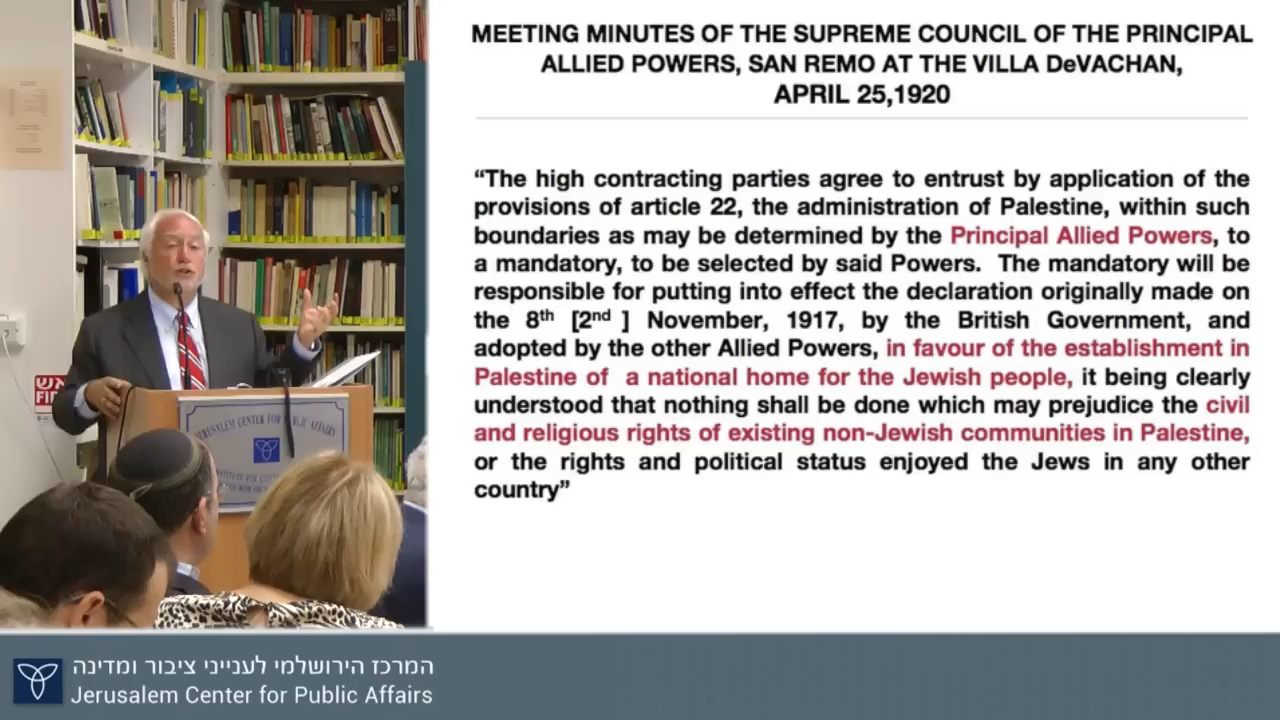 MEETING MINUTES OF THE SUPREME COUNCIL OF THE PRINCIPAL
ALLIED POWERS, SAN REMO AT THE VILLA DeVACHAN,
APRIL 25,1920
“The high contracting parties agree to entrust by application of the
provisions of article 22, the administration of Palestine, within such
boundaries as may be determined by the Principal Allied Powers, to
a mandatory, to be selected by said Powers. The mandatory will be
responsible for putting into effect the declaration originally made on
the 8th [2nd ] November, 1917, by the British Government, and
adopted by the other Allied Powers, in favour of the establishment in
Palestine of a national home for the Jewish people, it being clearly
understood that nothing shall be done which may prejudice the civil
and religious rights of existing non-Jewish communities in Palestine,
or the rights and political status enjoyed the Jews in any other
country”
אש
JERUSALEM CENTER FOR PUBLIC AFFAIRS
המרכז הירושלמי לענייני ציבור ומדינה
Jerusalem Center for Public Affairs